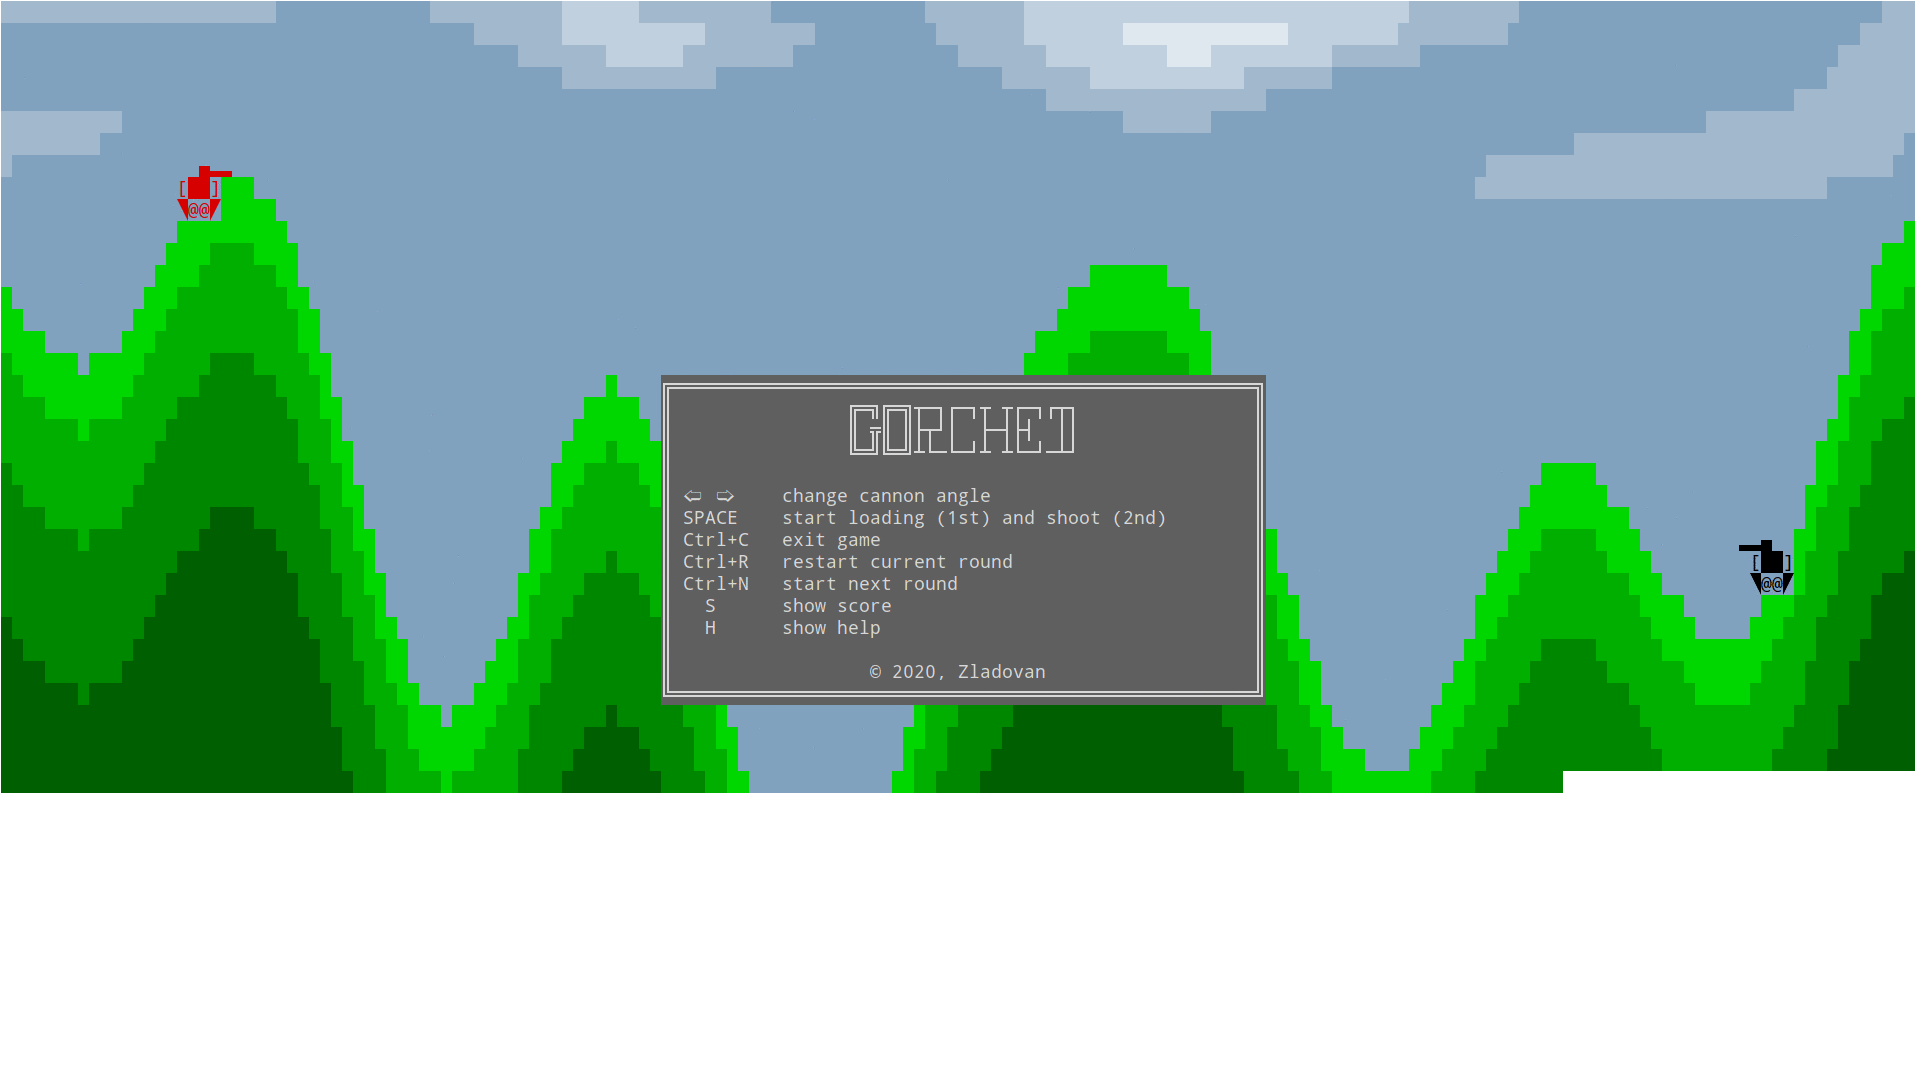 [ ]
@@
GORCHET
⇦ ⇨ change cannon angle
SPACE start loading (1st) and shoot (2nd)
Ctrl+C exit game
Ctrl+R restart current round
Ctrl+N start next round
S show score
H show help
© 2020, Zladovan
[ ]
@@